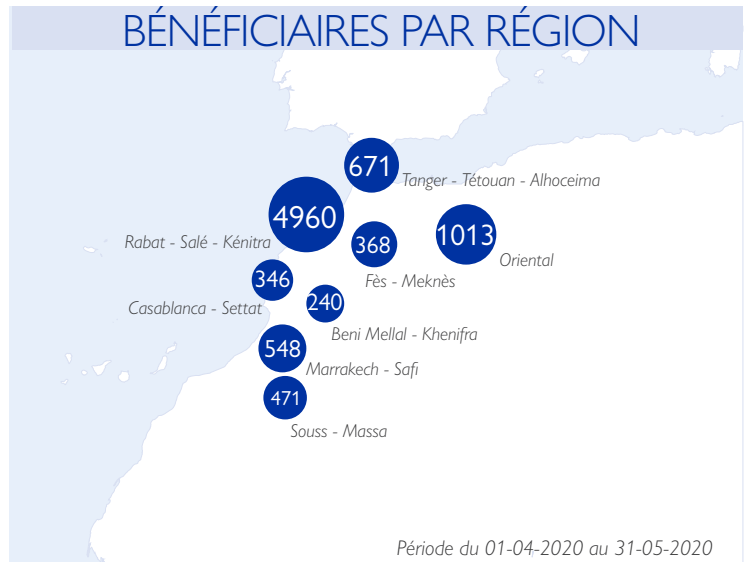 BÉNÉFICIAIRES PAR RÉGION
671
Tanger - Tétouan - Alhoceima
4960
Rabat - Salé - Kénitra
368
Fès - Meknès
1013
Oriental
346
Casablanca - Settat
240
Beni Mellal - Khenifra
548
Marrakech - Safi
471
Souss - Massa
Période du 01-04-2020 au 31-05-2020